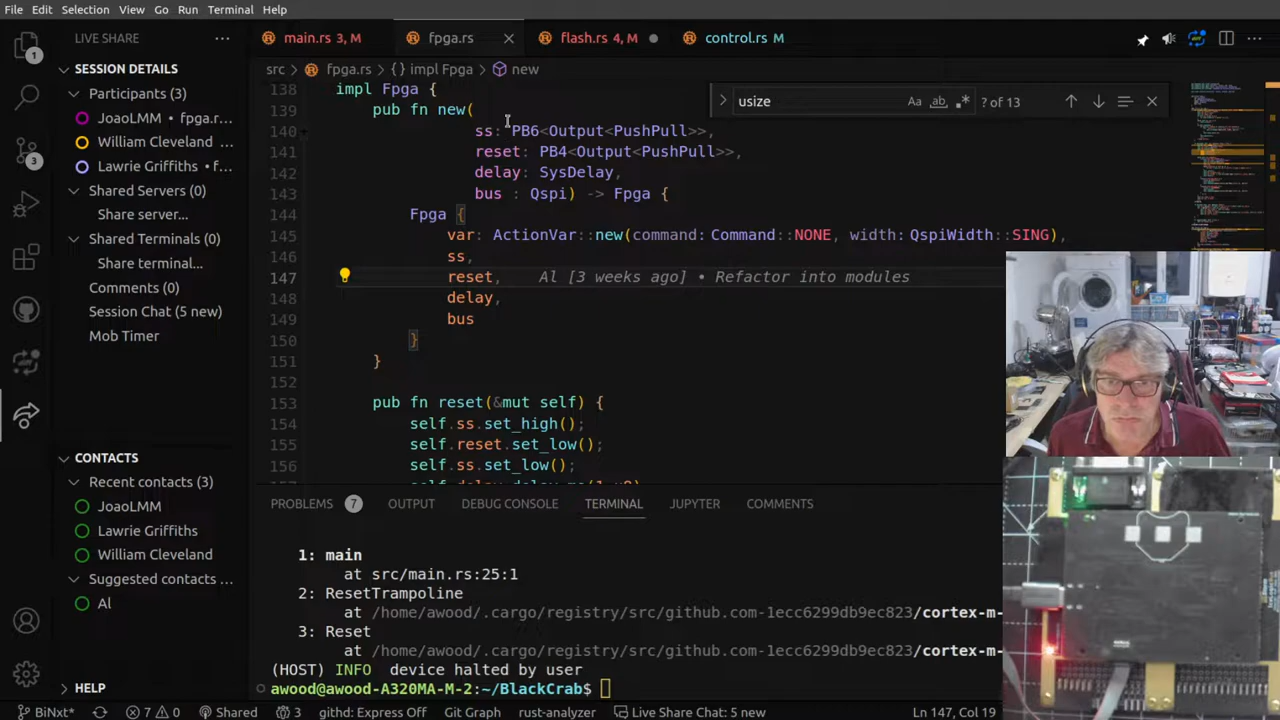 File Edit Selection View Go Run Terminal Help
LIVE SHARE
main.rs 3, M
fpga.rs
flash.rs 4, M
control.rs M
1
SESSION DETAILS
Participants (3)
JoaoLMM • fpga.r...
William Cleveland ...
Lawrie Griffiths • f...
Shared Servers (0)
Share server...
Shared Terminals (0)
Share terminal...
Comments (0)
Session Chat (5 new)
Mob Timer
3
CONTACTS
Recent contacts (3)
JoaoLMM
Lawrie Griffiths
William Cleveland
Suggested contacts ...
Al
HELP
src > fpga.rs > {} impl Fpga > new
usize
Aa ab .* ? of 13
138 impl Fpga {
139 pub fn new(
140 ss: PB6<Output<PushPull>>,
141 reset: PB4<Output<PushPull>>,
142 delay: SysDelay,
143 bus : Qspi) -> Fpga {
144 Fpga {
145 var: ActionVar::new(command:Command::NONE, width:QspiWidth::SING),
146 ss,
147 reset, Al [3 weeks ago] • Refactor into modules
148 delay,
149 bus
150 }
151 }
152
153 pub fn reset(&mut self) {
154 self.ss.set_high();
155 self.reset.set_low();
156 self.ss.set_low();
PROBLEMS 7 OUTPUT DEBUG CONSOLE TERMINAL JUPYTER COMMENTS
1: main
at src/main.rs:25:1
2: ResetTrampoline
at /home/awood/.cargo/registry/src/github.com-1ecc6299db9ec823/cortex-m-
3: Reset
at /home/awood/.cargo/registry/src/github.com-1ecc6299db9ec823/cortex-m-
(HOST) INFO device halted by user
awood@awood-A320MA-M-2:~/BlackCrab$
BiNxt* 7 0 Shared 3 githd: Express Off Git Graph rust-analyzer Live Share Chat: 5 new Ln 147, Col 19